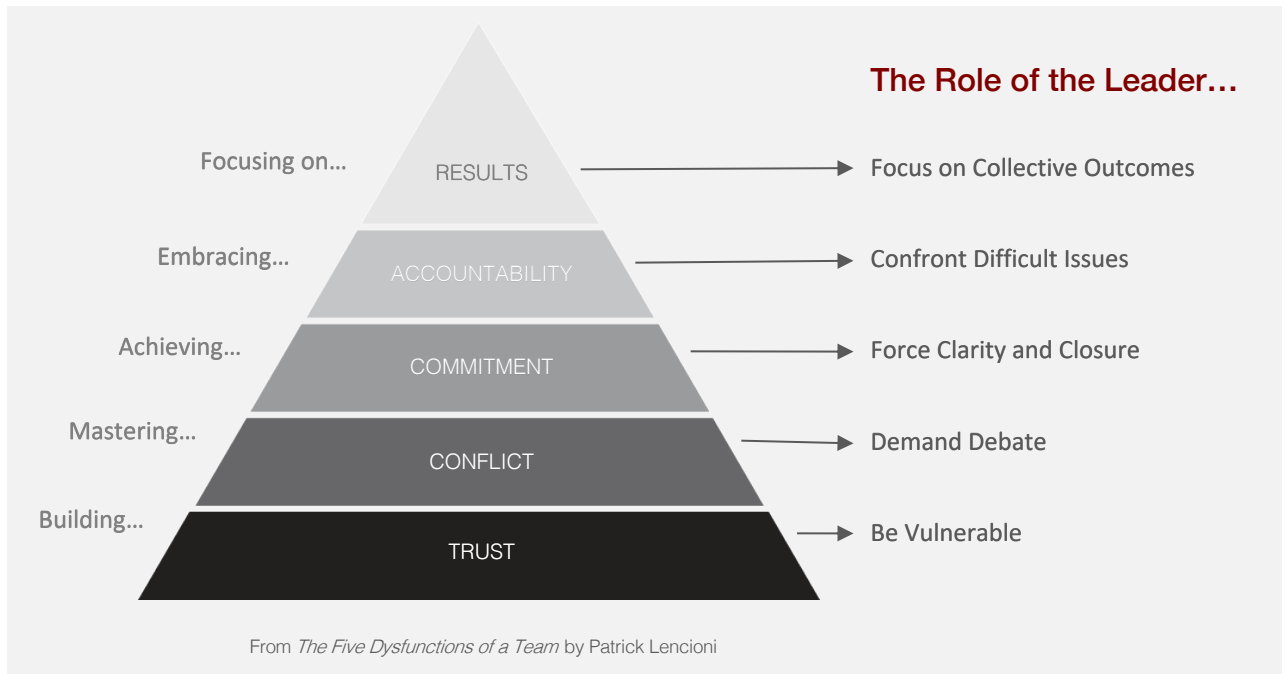 The Role of the Leader...
Focusing on...
RESULTS
Focus on Collective Outcomes
Embracing...
ACCOUNTABILITY
Confront Difficult Issues
Achieving...
COMMITMENT
Force Clarity and Closure
Mastering...
CONFLICT
Demand Debate
Building...
TRUST
Be Vulnerable
From The Five Dysfunctions of a Team by Patrick Lencioni